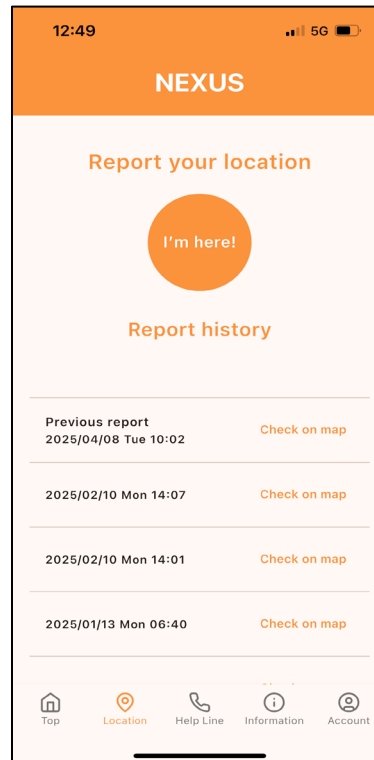 12:49
5G
NEXUS
Report your location
I'm here!
Report history
Previous report
2025/04/08 Tue 10:02
Check on map
2025/02/10 Mon 14:07
Check on map
2025/02/10 Mon 14:01
Check on map
2025/01/13 Mon 06:40
Check on map
Top
Location
Help Line
Information
Account